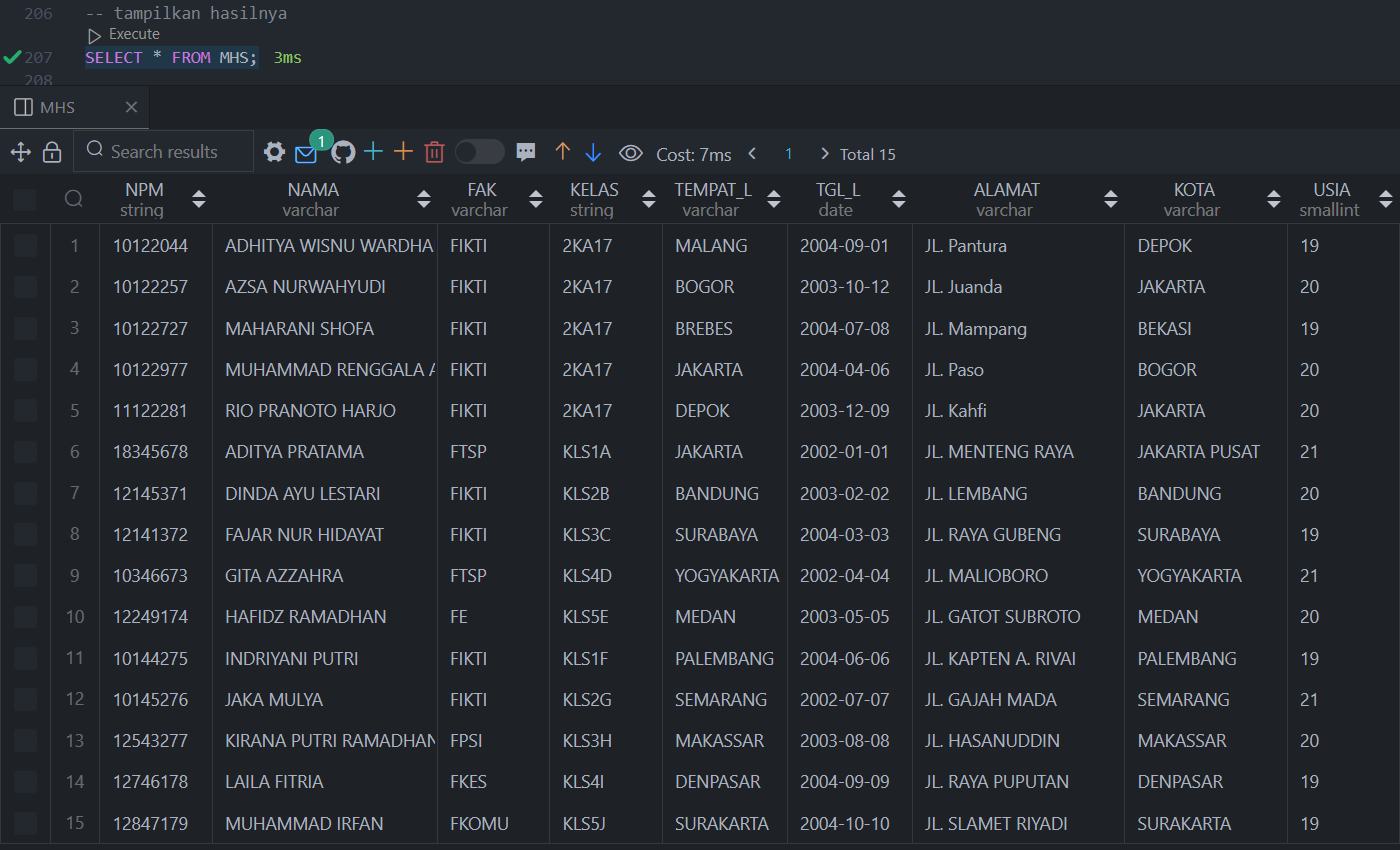 206 -- tampilkan hasilnya
Execute
207 SELECT * FROM MHS; 3ms
208
MHS
Search results 1 Cost: 7ms 1 Total 15
NPM NAMA FAK KELAS TEMPAT_L TGL_L ALAMAT KOTA USIA
string varchar varchar string varchar date varchar varchar smallint
1 10122044 ADHITYA WISNU WARDHA FIKTI 2KA17 MALANG 2004-09-01 JL. Pantura DEPOK 19
2 10122257 AZSA NURWAHYUDI FIKTI 2KA17 BOGOR 2003-10-12 JL. Juanda JAKARTA 20
3 10122727 MAHARANI SHOFA FIKTI 2KA17 BREBES 2004-07-08 JL. Mampang BEKASI 19
4 10122977 MUHAMMAD RENGGALA A FIKTI 2KA17 JAKARTA 2004-04-06 JL. Paso BOGOR 20
5 11122281 RIO PRANOTO HARJO FIKTI 2KA17 DEPOK 2003-12-09 JL. Kahfi JAKARTA 20
6 18345678 ADITYA PRATAMA FTSP KLS1A JAKARTA 2002-01-01 JL. MENTENG RAYA JAKARTA PUSAT 21
7 12145371 DINDA AYU LESTARI FIKTI KLS2B BANDUNG 2003-02-02 JL. LEMBANG BANDUNG 20
8 12141372 FAJAR NUR HIDAYAT FIKTI KLS3C SURABAYA 2004-03-03 JL. RAYA GUBENG SURABAYA 19
9 10346673 GITA AZZAHRA FTSP KLS4D YOGYAKARTA 2002-04-04 JL. MALIOBORO YOGYAKARTA 21
10 12249174 HAFIDZ RAMADHAN FE KLS5E MEDAN 2003-05-05 JL. GATOT SUBROTO MEDAN 20
11 10144275 INDRIYANI PUTRI FIKTI KLS1F PALEMBANG 2004-06-06 JL. KAPTEN A. RIVAI PALEMBANG 19
12 10145276 JAKA MULYA FIKTI KLS2G SEMARANG 2002-07-07 JL. GAJAH MADA SEMARANG 21
13 12543277 KIRANA PUTRI RAMADHAN FPSI KLS3H MAKASSAR 2003-08-08 JL. HASANUDDIN MAKASSAR 20
14 12746178 LAILA FITRIA FKES KLS4I DENPASAR 2004-09-09 JL. RAYA PUPUTAN DENPASAR 19
15 12847179 MUHAMMAD IRFAN FKOMU KLS5J SURAKARTA 2004-10-10 JL. SLAMET RIYADI SURAKARTA 19